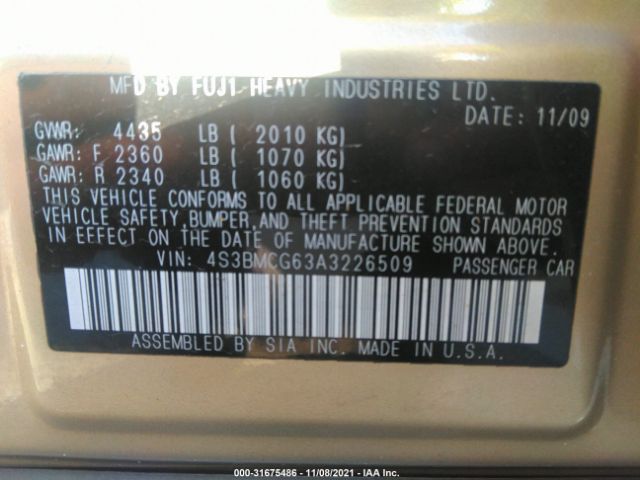 MFD BY FUJI HEAVY INDUSTRIES LTD.
DATE: 11/09
GVWR: 4435 LB ( 2010 KG)
GAWR: F 2360 LB ( 1070 KG)
GAWR: R 2340 LB ( 1060 KG)
THIS VEHICLE CONFORMS TO ALL APPLICABLE FEDERAL MOTOR
VEHICLE SAFETY, BUMPER, AND THEFT PREVENTION STANDARDS
IN EFFECT ON THE DATE OF MANUFACTURE SHOWN ABOVE.
VIN: 4S3BMCG63A3226509 PASSENGER CAR
ASSEMBLED BY SIA INC. MADE IN U.S.A.
000-31675486 - 11/08/2021 - IAA Inc.